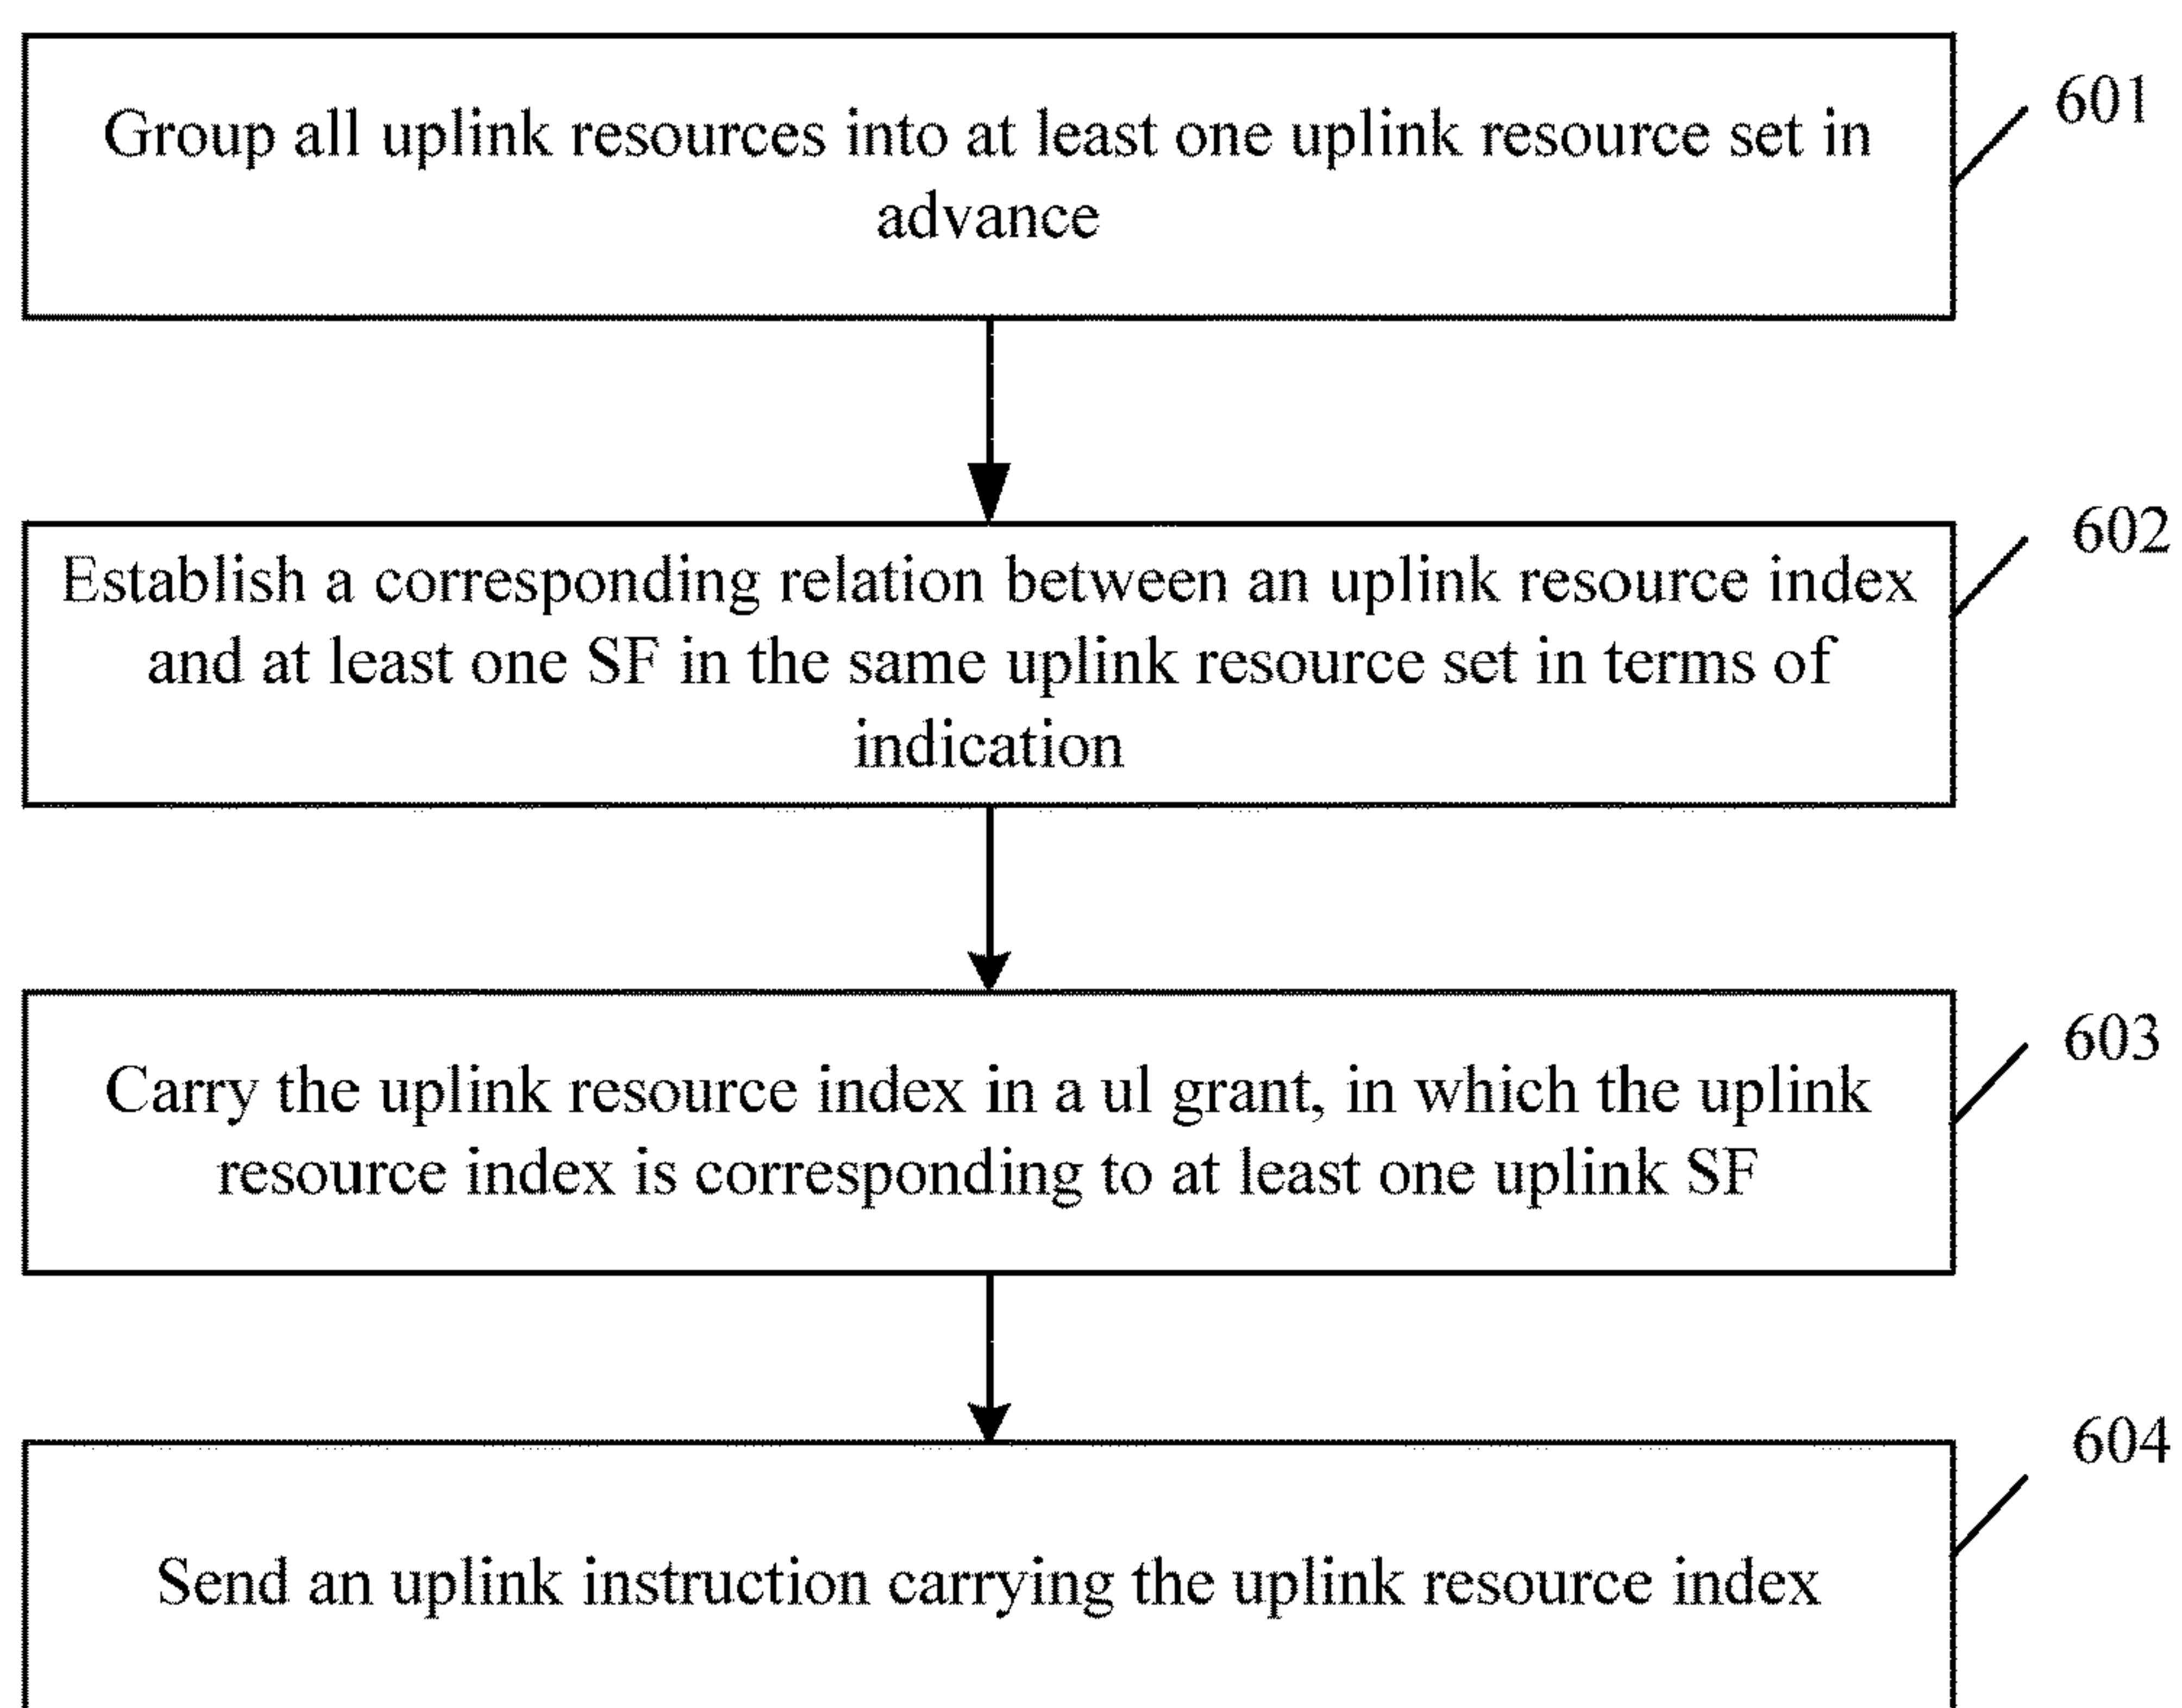 Group all uplink resources into at least one uplink resource set in
advance
601
Establish a corresponding relation between an uplink resource index
and at least one SF in the same uplink resource set in terms of
indication
602
Carry the uplink resource index in a ul grant, in which the uplink
resource index is corresponding to at least one uplink SF
603
Send an uplink instruction carrying the uplink resource index
604